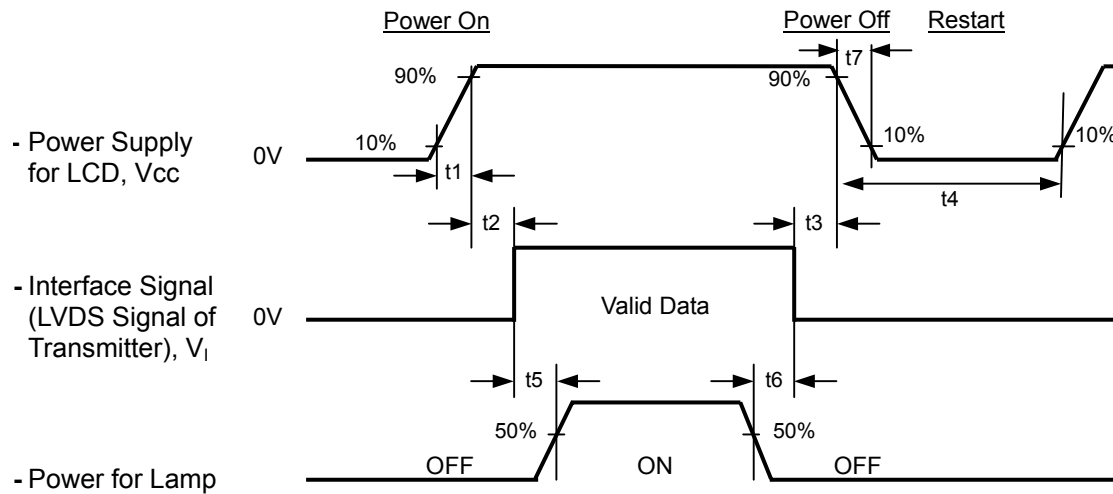 Power On
Power Off
Restart
t7
90%
90%
10%
10%
10%
- Power Supply
for LCD, Vcc
0V
t1
t4
t2
t3
- Interface Signal
(LVDS Signal of
Transmitter), VI
0V
Valid Data
t5
t6
50%
50%
OFF
ON
OFF
- Power for Lamp